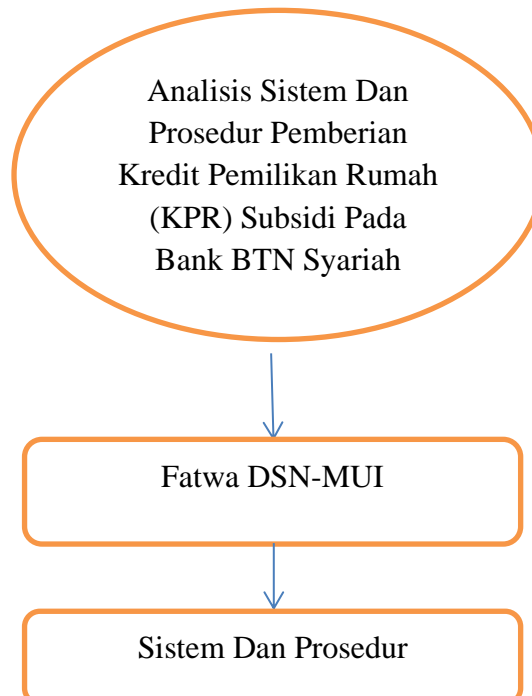 Analisis Sistem Dan
Prosedur Pemberian
Kredit Pemilikan Rumah
(KPR) Subsidi Pada
Bank BTN Syariah
Fatwa DSN-MUI
Sistem Dan Prosedur